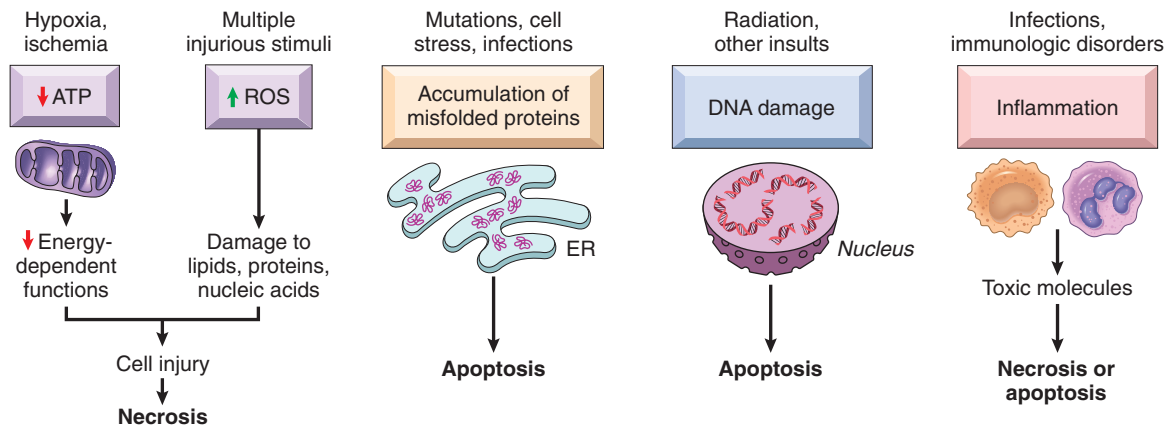 Hypoxia,
ischemia
↓ ATP
↓ Energy-
dependent
functions
Multiple
injurious stimuli
↑ ROS
Damage to
lipids, proteins,
nucleic acids
Cell injury
Necrosis
Mutations, cell
stress, infections
Accumulation of
misfolded proteins
ER
Apoptosis
Radiation,
other insults
DNA damage
Nucleus
Apoptosis
Infections,
immunologic disorders
Inflammation
Toxic molecules
Necrosis or
apoptosis